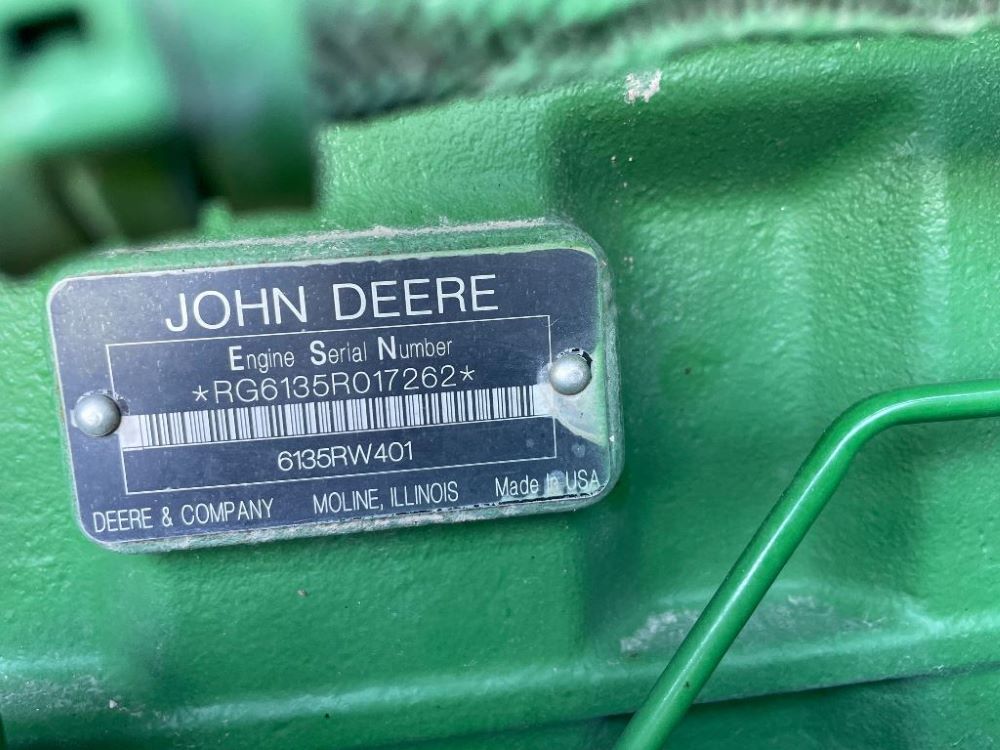 JOHN DEERE
Engine Serial Number
*RG6135R017262*
6135RW401
DEERE & COMPANY MOLINE, ILLINOIS Made in USA